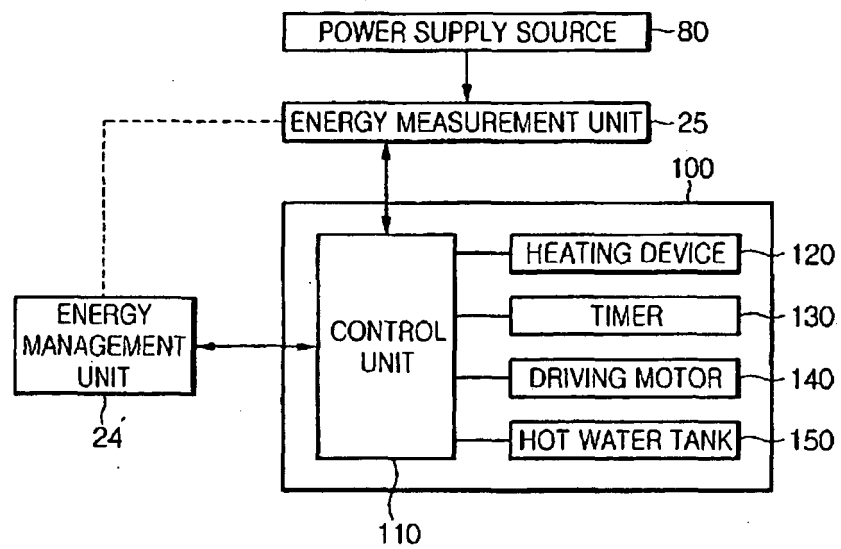 POWER SUPPLY SOURCE 80
ENERGY MEASUREMENT UNIT 25
100
HEATING DEVICE 120
TIMER 130
DRIVING MOTOR 140
HOT WATER TANK 150
CONTROL
UNIT
110
ENERGY
MANAGEMENT
UNIT
24